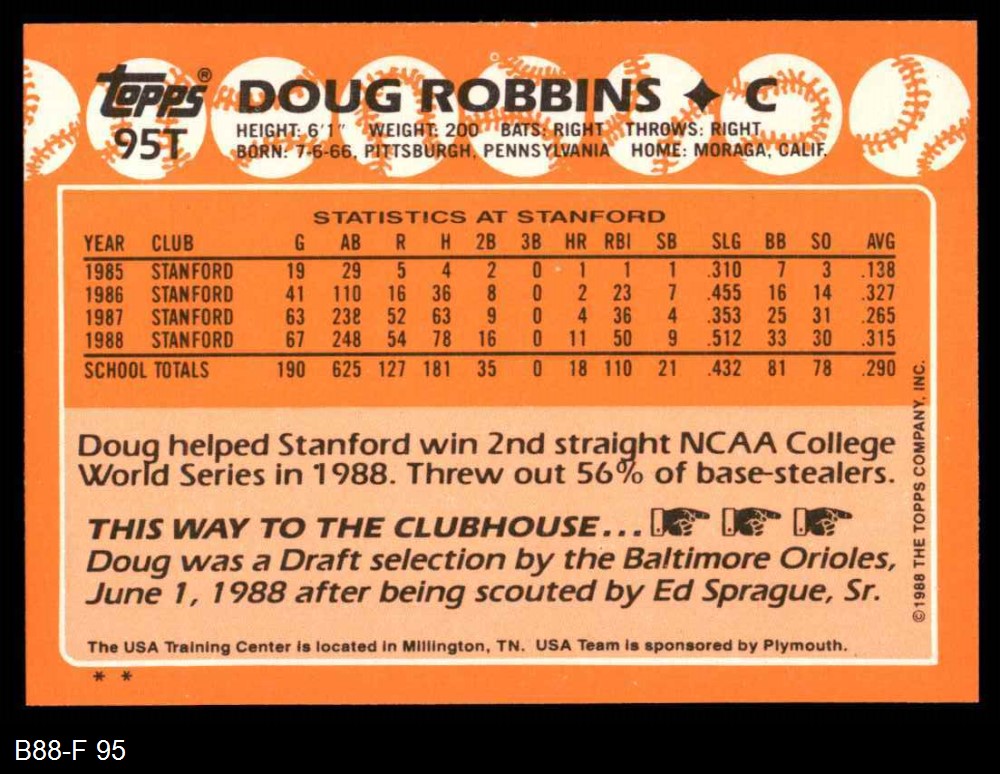 topps® DOUG ROBBINS ✦ C
95T
HEIGHT: 6'1" WEIGHT: 200 BATS: RIGHT THROWS: RIGHT
BORN: 7-6-66, PITTSBURGH, PENNSYLVANIA HOME: MORAGA, CALIF.
STATISTICS AT STANFORD
YEAR CLUB G AB R H 2B 3B HR RBI SB SLG BB SO AVG
1985 STANFORD 19 29 5 4 2 0 1 1 1 .310 7 3 .138
1986 STANFORD 41 110 16 36 8 0 2 23 7 .455 16 14 .327
1987 STANFORD 63 238 52 63 9 0 4 36 4 .353 25 31 .265
1988 STANFORD 67 248 54 78 16 0 11 50 9 .512 33 30 .315
SCHOOL TOTALS 190 625 127 181 35 0 18 110 21 .432 81 78 .290
Doug helped Stanford win 2nd straight NCAA College
World Series in 1988. Threw out 56% of base-stealers.
THIS WAY TO THE CLUBHOUSE...
Doug was a Draft selection by the Baltimore Orioles,
June 1, 1988 after being scouted by Ed Sprague, Sr.
The USA Training Center is located in Millington, TN. USA Team is sponsored by Plymouth.
©1988 THE TOPPS COMPANY, INC.
* *
B88-F 95